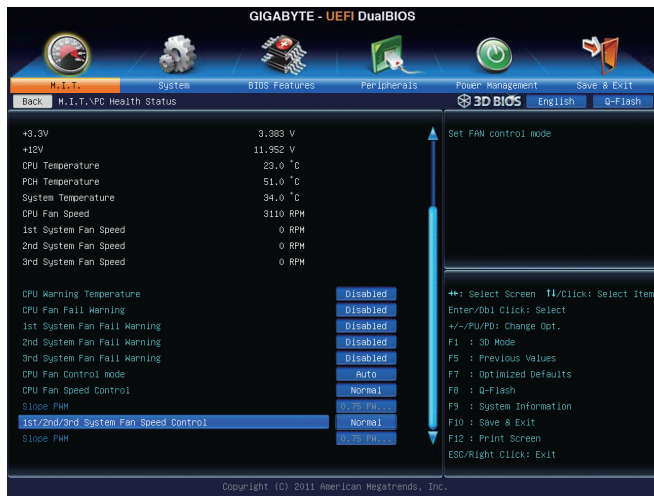 GIGABYTE - UEFI DualBIOS
M.I.T. System BIOS Features Peripherals Power Management Save & Exit
Back M.I.T.\PC Health Status 3D BIOS English Q-Flash
+3.3V 3.383 V
+12V 11.952 V
CPU Temperature 23.0 °C
PCH Temperature 51.0 °C
System Temperature 34.0 °C
CPU Fan Speed 3110 RPM
1st System Fan Speed 0 RPM
2nd System Fan Speed 0 RPM
3rd System Fan Speed 0 RPM
CPU Warning Temperature Disabled
CPU Fan Fail Warning Disabled
1st System Fan Fail Warning Disabled
2nd System Fan Fail Warning Disabled
3rd System Fan Fail Warning Disabled
CPU Fan Control mode Auto
CPU Fan Speed Control Normal
Slope PWM 0.75 PW...
1st/2nd/3rd System Fan Speed Control Normal
Slope PWM 0.75 PW...
Set FAN control mode
→←: Select Screen ↑↓/Click: Select Item
Enter/Dbl Click: Select
+/-/PU/PD: Change Opt.
F1 : 3D Mode
F5 : Previous Values
F7 : Optimized Defaults
F8 : Q-Flash
F9 : System Information
F10 : Save & Exit
F12 : Print Screen
ESC/Right Click: Exit
Copyright (C) 2011 American Megatrends, Inc.